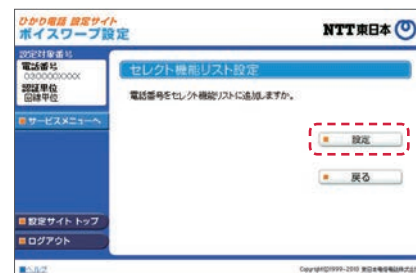 ひかり電話 設定サイト
ボイスワープ設定
NTT東日本
設定対象番号
電話番号
030000XXXX
認証単位
回線単位
セレクト機能リスト設定
電話番号をセレクト機能リストに追加しますか。
サービスメニューへ
設定
戻る
設定サイト トップ
ログアウト
ヘルプ
Copyright©1999-2010 東日本電信電話株式会社